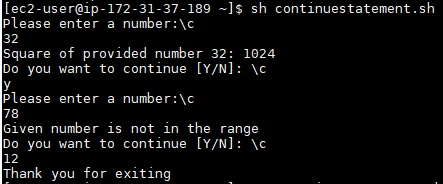 [ec2-user@ip-172-31-37-189 ~]$ sh continuestatement.sh
Please enter a number:\c
32
Square of provided number 32: 1024
Do you want to continue [Y/N]: \c
y
Please enter a number:\c
78
Given number is not in the range
Do you want to continue [Y/N]: \c
12
Thank you for exiting